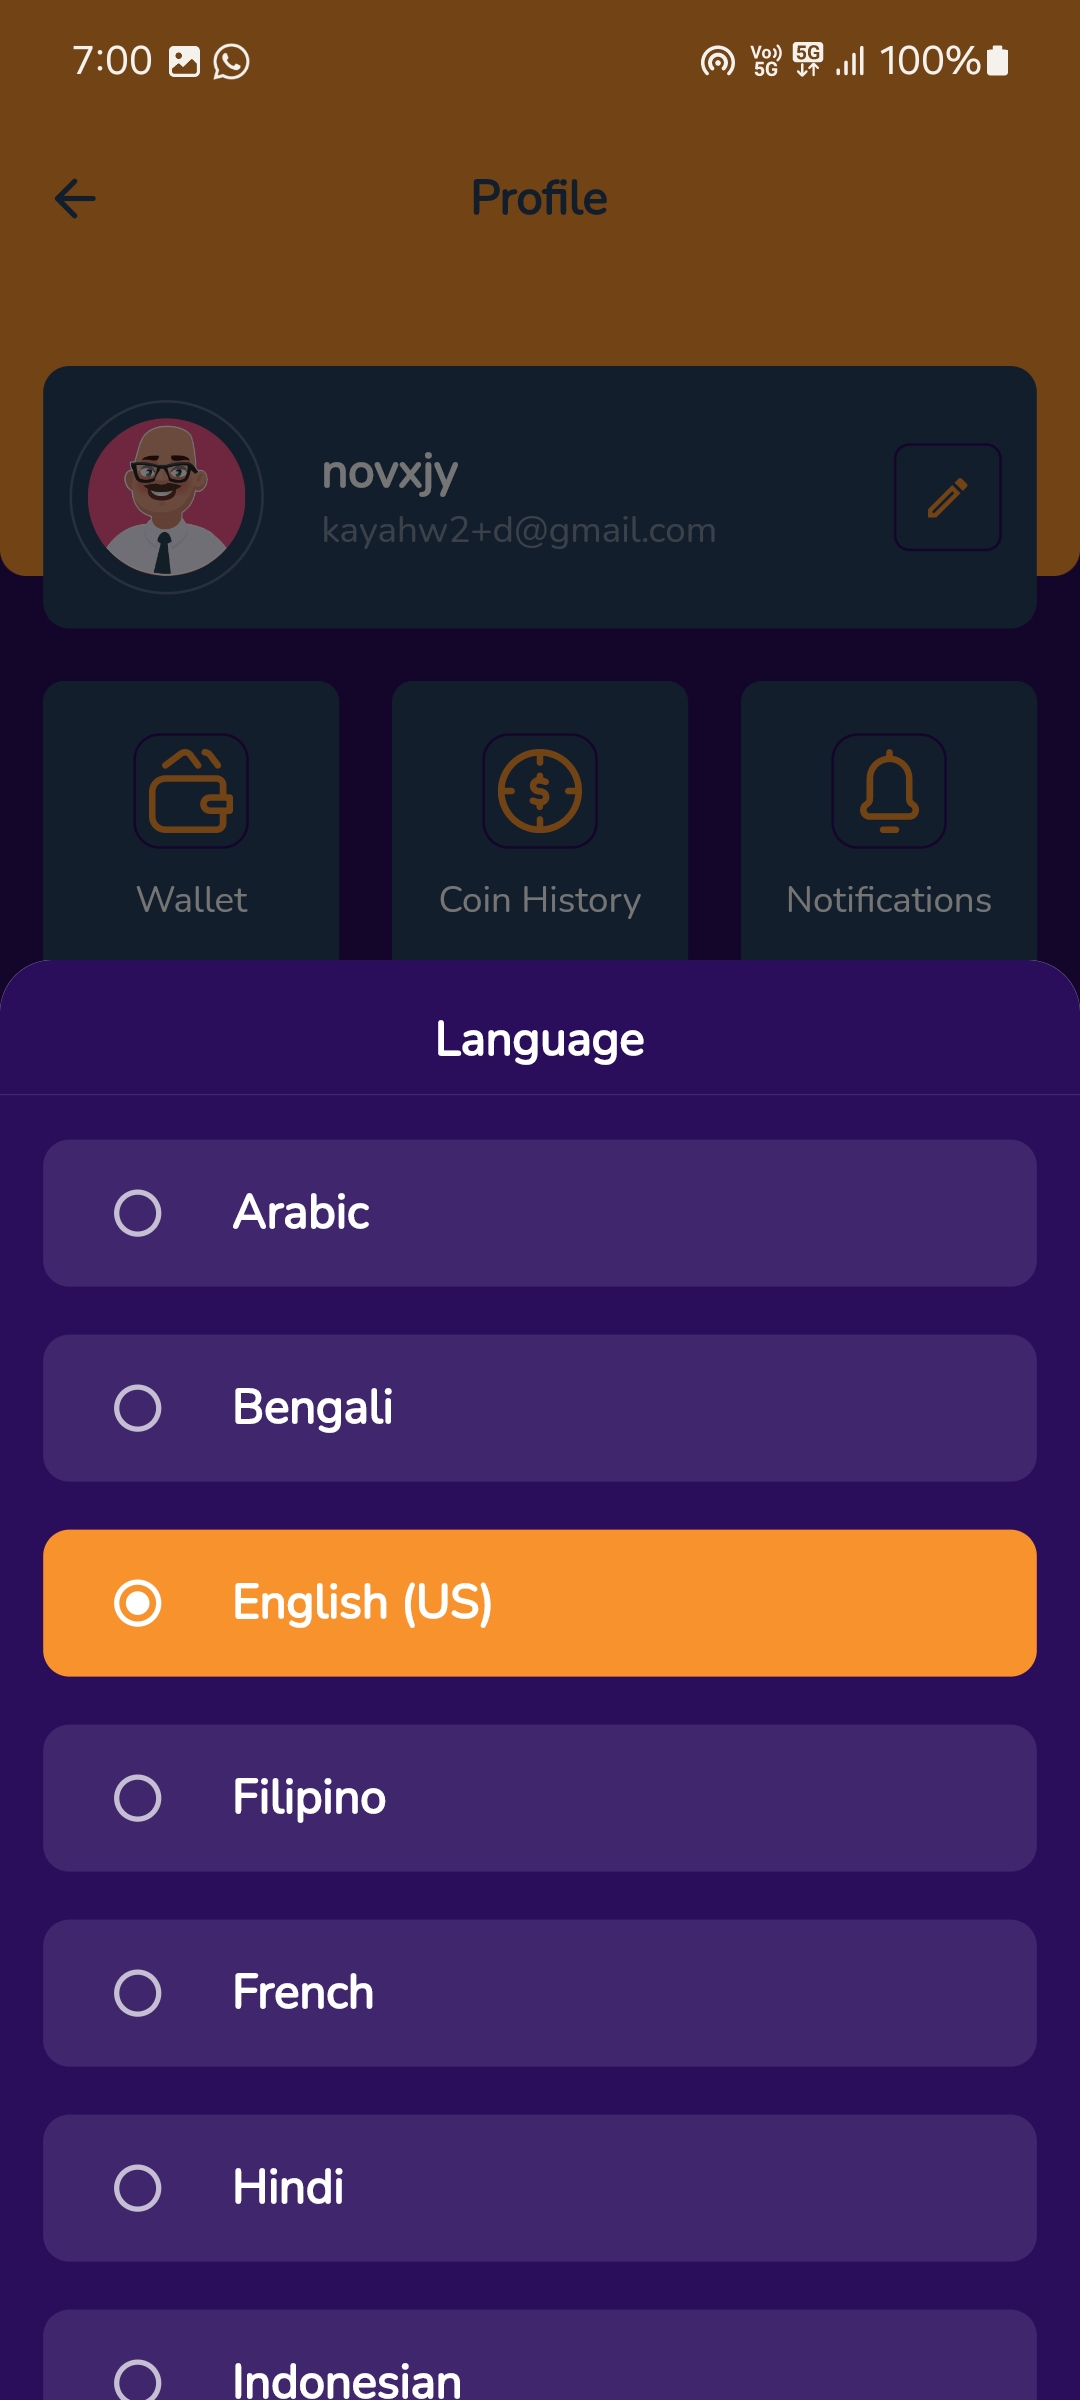 7:00
Vo)) 5G 5G 100%
Profile
novxjy
kayahw2+d@gmail.com
Wallet
Coin History
Notifications
Language
Arabic
Bengali
English (US)
Filipino
French
Hindi
Indonesian